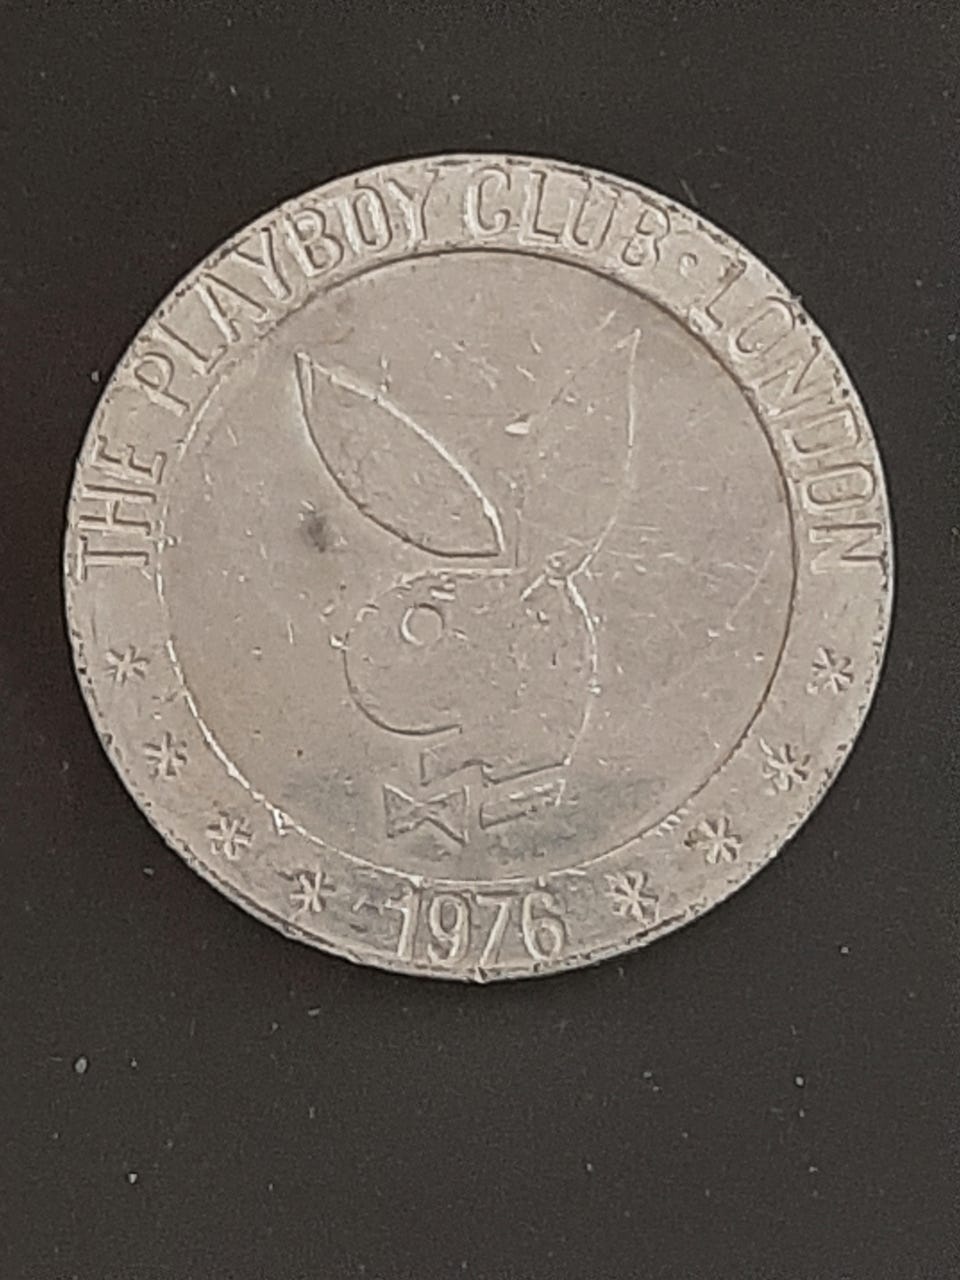 THE PLAYBOY CLUB · LONDON
1976